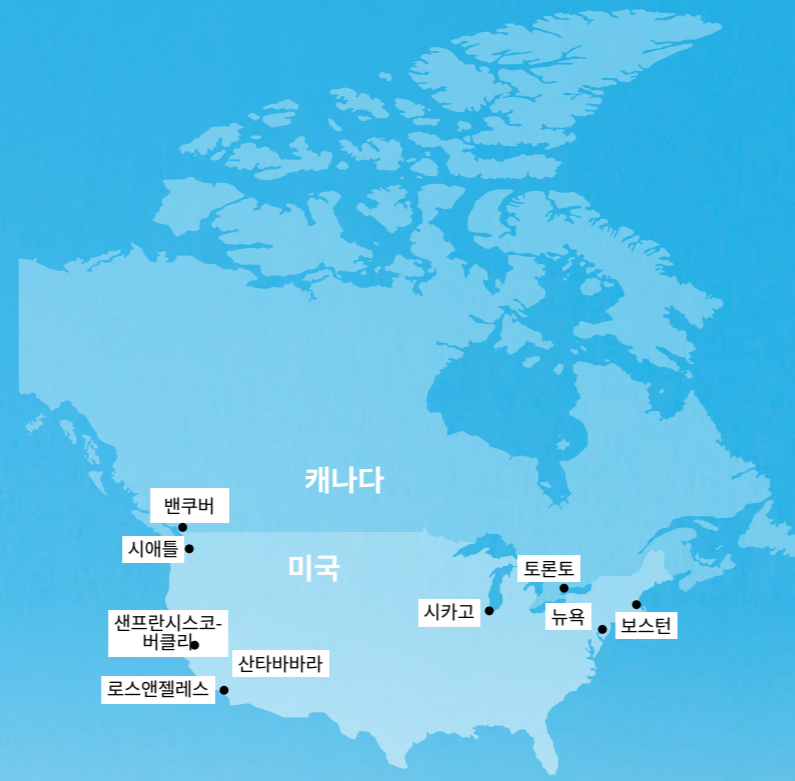 캐나다
밴쿠버
시애틀
미국
토론토
시카고
뉴욕
보스턴
샌프란시스코-
버클리
산타바바라
로스앤젤레스